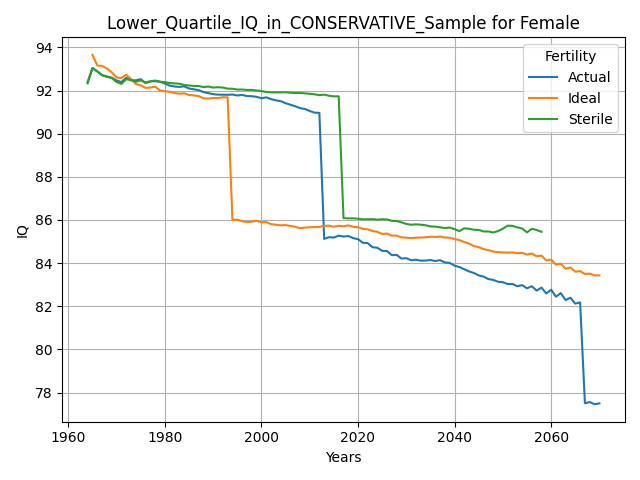 Lower_Quartile_IQ_in_CONSERVATIVE_Sample for Female
Fertility
Actual
Ideal
Sterile
IQ
94
92
90
88
86
84
82
80
78
1960
1980
2000
2020
2040
2060
Years